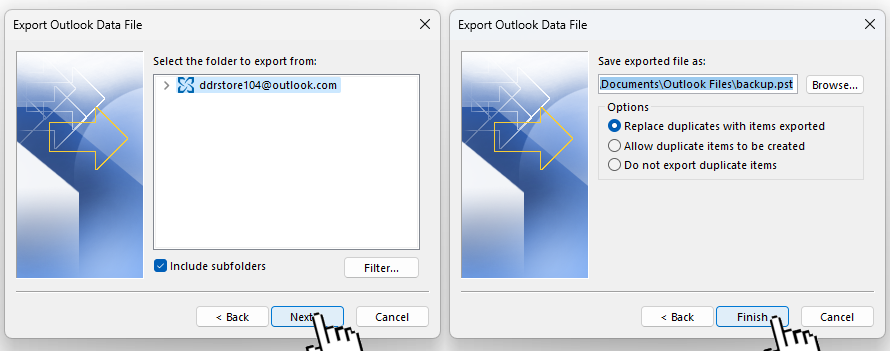 Export Outlook Data File
Select the folder to export from:
ddrstore104@outlook.com
Include subfolders
Filter...
< Back
Next
Cancel
Export Outlook Data File
Save exported file as:
Documents\Outlook Files\backup.pst
Browse...
Options
Replace duplicates with items exported
Allow duplicate items to be created
Do not export duplicate items
< Back
Finish
Cancel